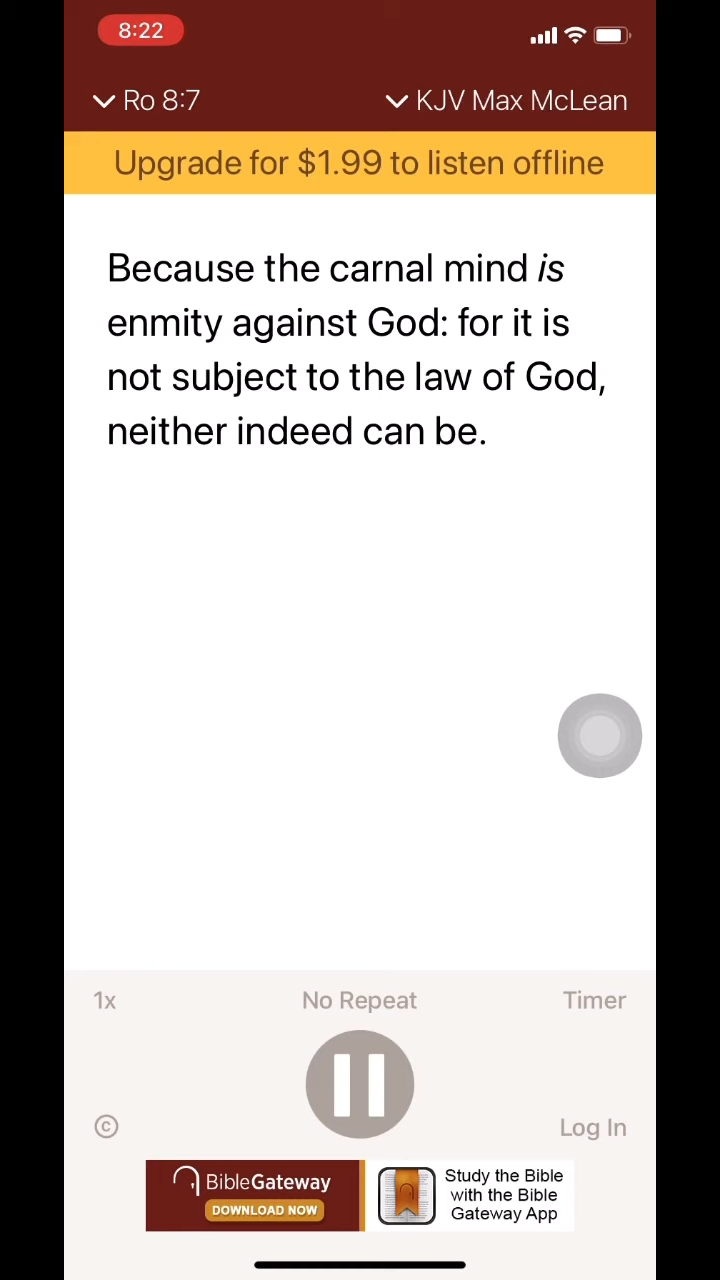 8:22
Ro 8:7
KJV Max McLean
Upgrade for $1.99 to listen offline
Because the carnal mind is
enmity against God: for it is
not subject to the law of God,
neither indeed can be.
1x
No Repeat
Timer
©
Log In
BibleGateway
DOWNLOAD NOW
Study the Bible
with the Bible
Gateway App